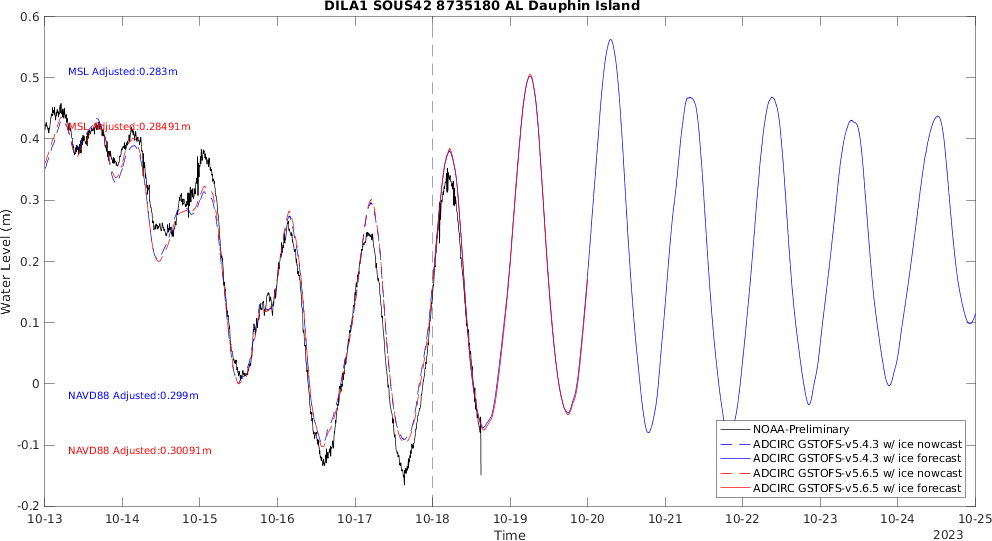 DILA1 SOUS42 8735180 AL Dauphin Island
0.6
0.5
0.4
0.3
0.2
0.1
0
-0.1
-0.2
Water Level (m)
MSL Adjusted:0.283m
MSL Adjusted:0.28491m
NAVD88 Adjusted:0.299m
NAVD88 Adjusted:0.30091m
NOAA-Preliminary
ADCIRC GSTOFS-v5.4.3 w/ ice nowcast
ADCIRC GSTOFS-v5.4.3 w/ ice forecast
ADCIRC GSTOFS-v5.6.5 w/ ice nowcast
ADCIRC GSTOFS-v5.6.5 w/ ice forecast
10-13 10-14 10-15 10-16 10-17 10-18 10-19 10-20 10-21 10-22 10-23 10-24 10-25
Time
2023